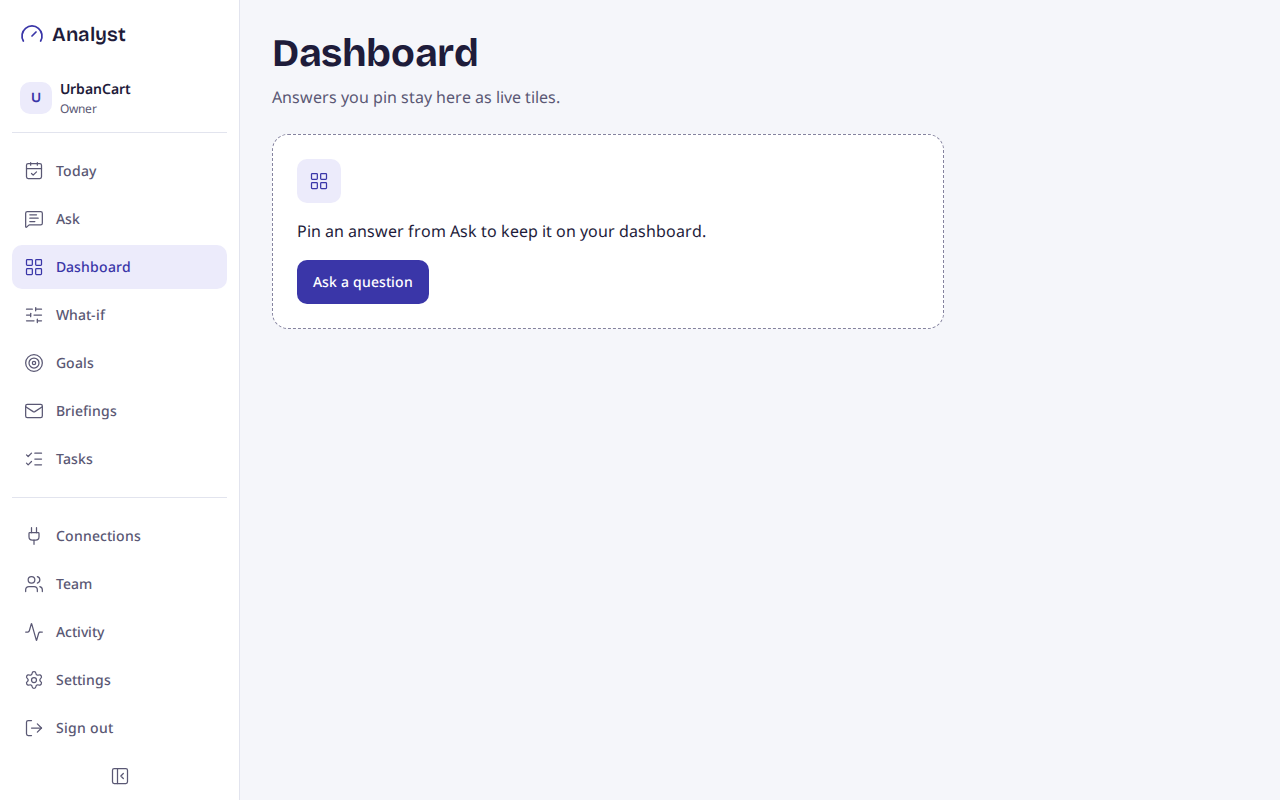 Analyst
U
UrbanCart
Owner
Today
Ask
Dashboard
What-if
Goals
Briefings
Tasks
Connections
Team
Activity
Settings
Sign out
Dashboard
Answers you pin stay here as live tiles.
Pin an answer from Ask to keep it on your dashboard.
Ask a question